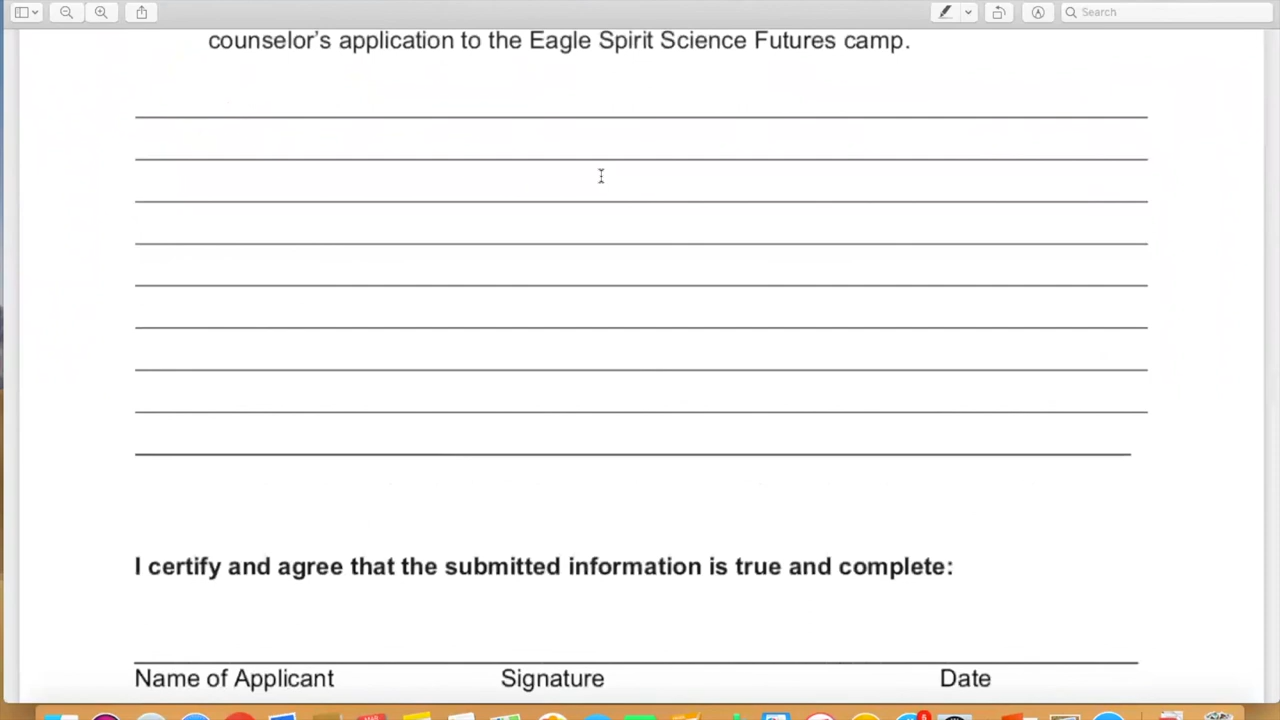 Search
counselor’s application to the Eagle Spirit Science Futures camp.
I certify and agree that the submitted information is true and complete:
Name of Applicant Signature Date